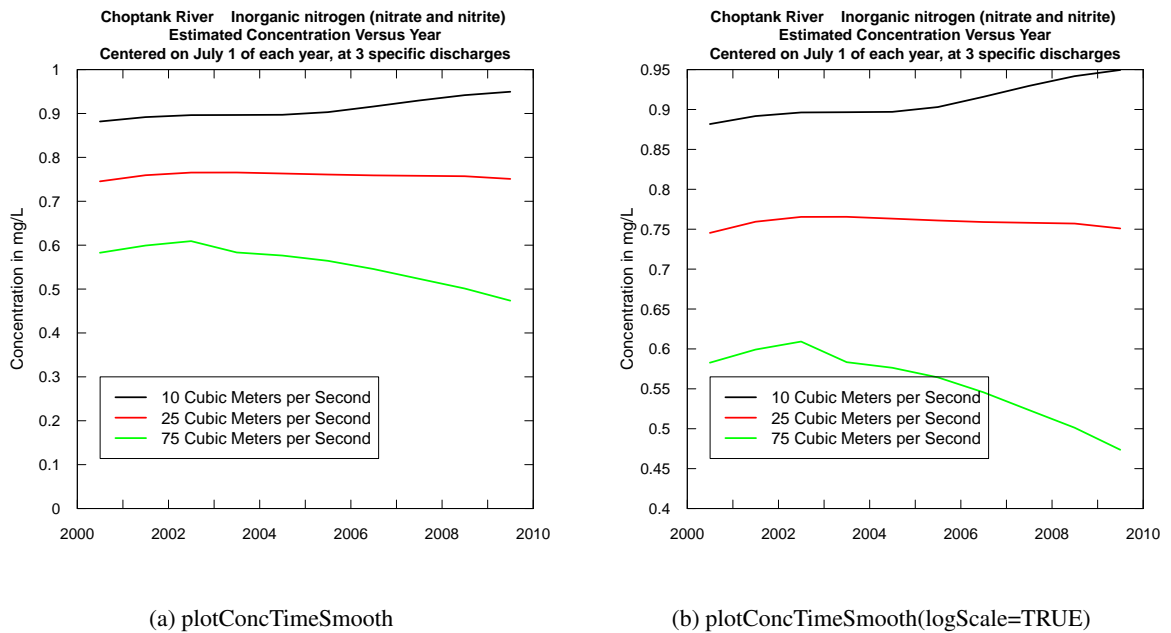 Choptank River Inorganic nitrogen (nitrate and nitrite)
Estimated Concentration Versus Year
Centered on July 1 of each year, at 3 specific discharges
1
0.9
0.8
0.7
0.6
0.5
0.4
0.3
0.2
0.1
0
Concentration in mg/L
10 Cubic Meters per Second
25 Cubic Meters per Second
75 Cubic Meters per Second
2000 2002 2004 2006 2008 2010
(a) plotConcTimeSmooth
Choptank River Inorganic nitrogen (nitrate and nitrite)
Estimated Concentration Versus Year
Centered on July 1 of each year, at 3 specific discharges
0.95
0.9
0.85
0.8
0.75
0.7
0.65
0.6
0.55
0.5
0.45
0.4
Concentration in mg/L
10 Cubic Meters per Second
25 Cubic Meters per Second
75 Cubic Meters per Second
2000 2002 2004 2006 2008 2010
(b) plotConcTimeSmooth(logScale=TRUE)